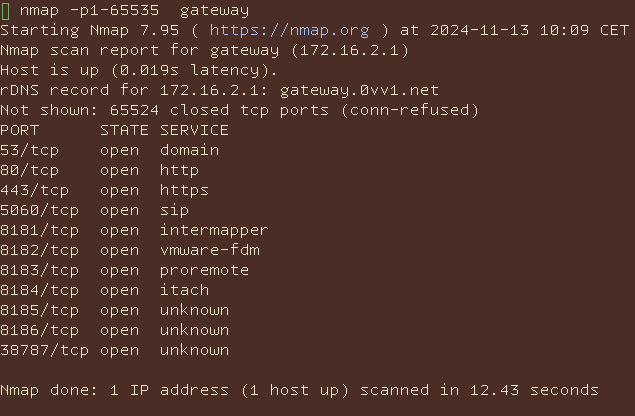 nmap -p1-65535  gateway
Starting Nmap 7.95 ( https://nmap.org ) at 2024-11-13 10:09 CET
Nmap scan report for gateway (172.16.2.1)
Host is up (0.019s latency).
rDNS record for 172.16.2.1: gateway.0vv1.net
Not shown: 65524 closed tcp ports (conn-refused)
PORT      STATE SERVICE
53/tcp    open  domain
80/tcp    open  http
443/tcp   open  https
5060/tcp  open  sip
8181/tcp  open  intermapper
8182/tcp  open  vmware-fdm
8183/tcp  open  proremote
8184/tcp  open  itach
8185/tcp  open  unknown
8186/tcp  open  unknown
38787/tcp open  unknown

Nmap done: 1 IP address (1 host up) scanned in 12.43 seconds